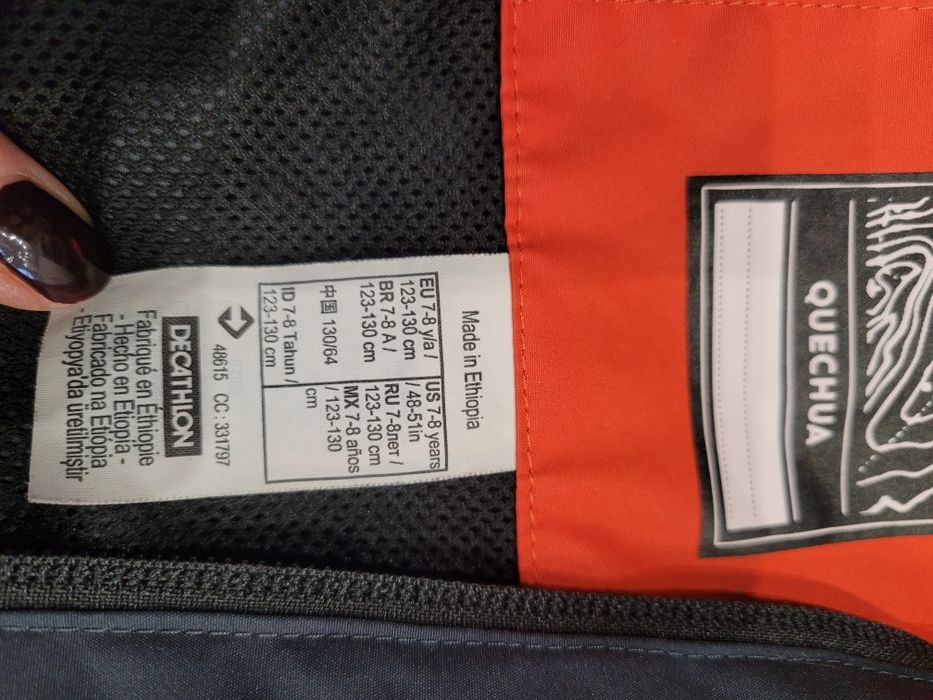 Made in Ethiopia
EU 7-8 y/a /
123-130 cm
US 7-8 years
/ 48-51in
BR 7-8 A /
123-130 cm
RU 7-8лет /
123-130 cm
中国 130/64
MX 7-8 años
/ 123-130
cm
ID 7-8 Tahun /
123-130 cm
48615 CC : 331797
DECATHLON
Fabriqué en Éthiopie
- Hecho en Etiopía -
Fabricado na Etiópia
- Etiyopya'da üretilmiştir
QUECHUA